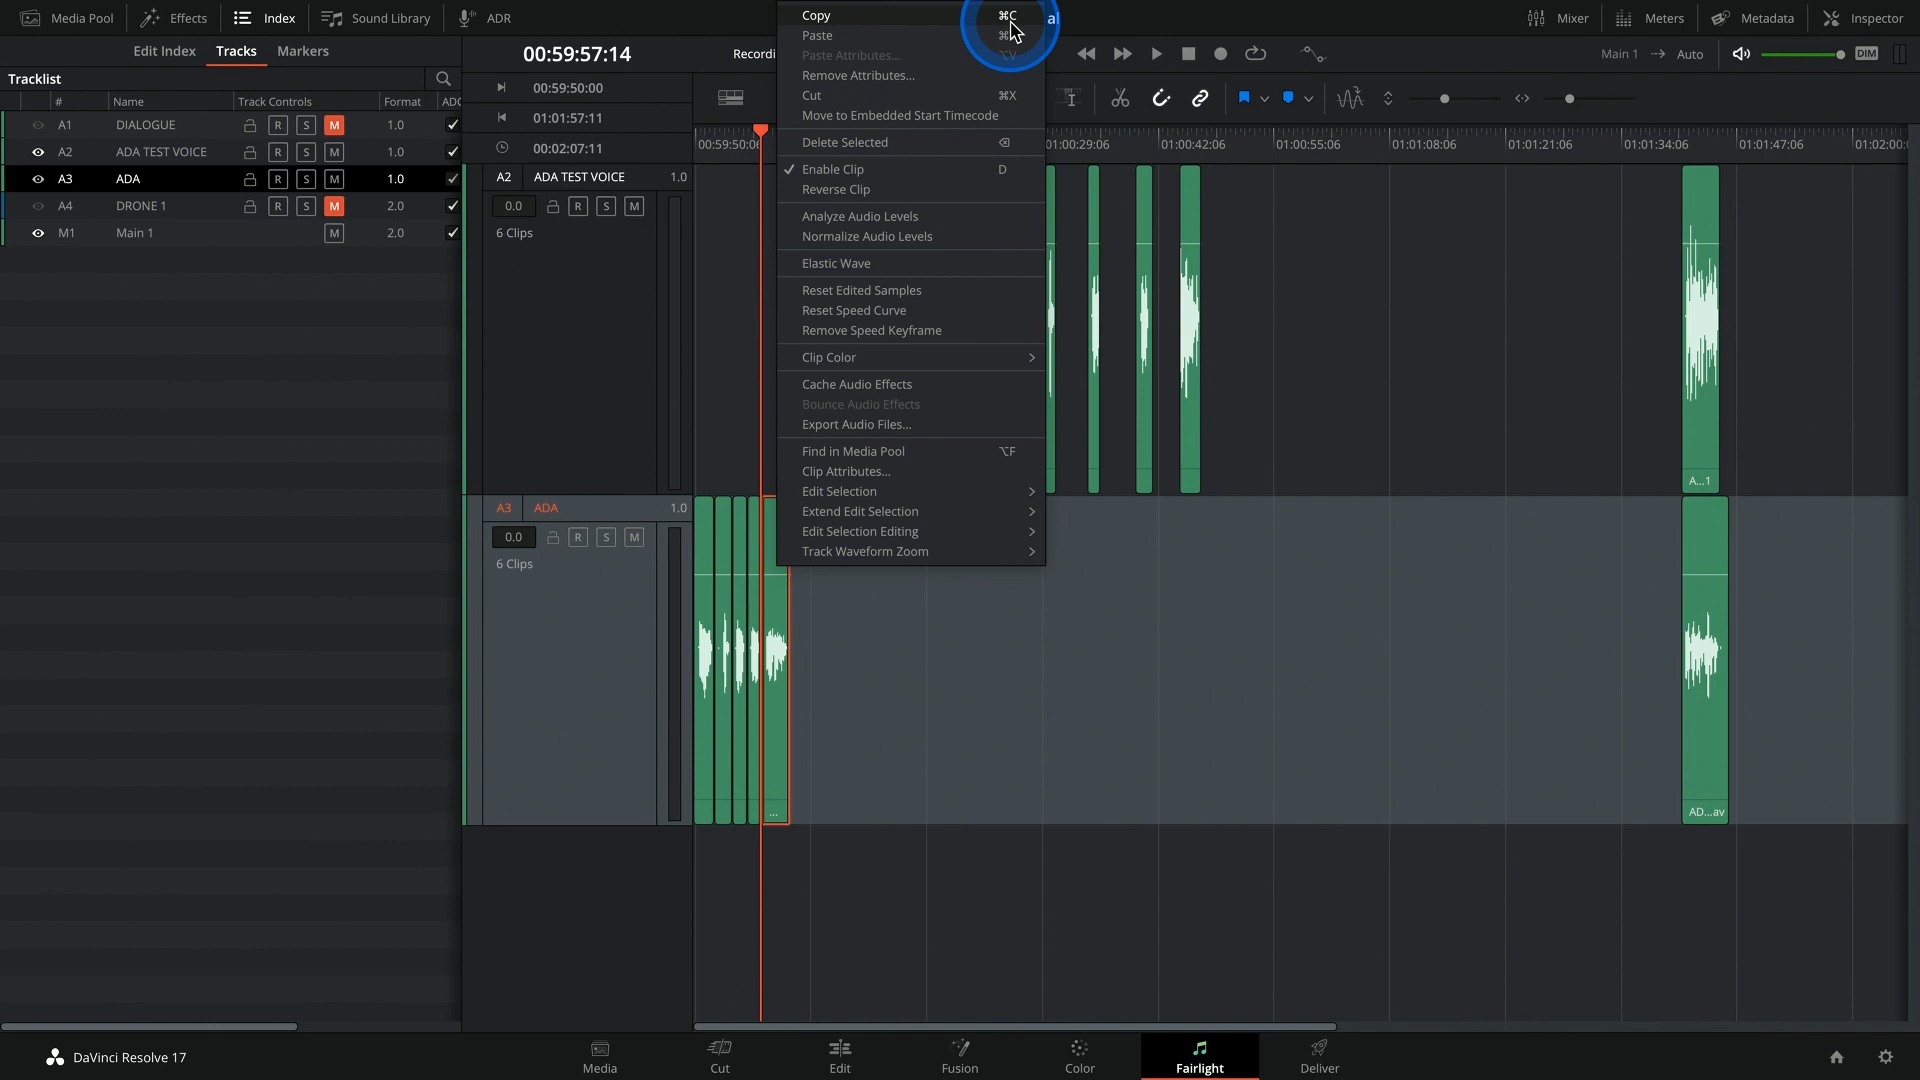 Media Pool Effects Index Sound Library ADR Mixer Meters Metadata Inspector
Edit Index Tracks Markers
00:59:57:14
Main 1 Auto DIM
Tracklist
# Name Track Controls Format
A1 DIALOGUE R S M 1.0
A2 ADA TEST VOICE R S M 1.0
A3 ADA R S M 1.0
A4 DRONE 1 R S M 2.0
M1 Main 1 M 2.0
00:59:50:00
01:01:57:11
00:02:07:11
A2 ADA TEST VOICE 1.0
0.0 R S M
6 Clips
A3 ADA 1.0
0.0 R S M
6 Clips
Copy ⌘C
Paste
Paste Attributes... ⌥V
Remove Attributes...
Cut ⌘X
Move to Embedded Start Timecode
Delete Selected ⌫
✓ Enable Clip D
Reverse Clip
Analyze Audio Levels
Normalize Audio Levels
Elastic Wave
Reset Edited Samples
Reset Speed Curve
Remove Speed Keyframe
Clip Color >
Cache Audio Effects
Bounce Audio Effects
Export Audio Files...
Find in Media Pool ⌥F
Clip Attributes...
Edit Selection >
Extend Edit Selection >
Edit Selection Editing >
Track Waveform Zoom >
01:00:29:06 01:00:42:06 01:00:55:06 01:01:08:06 01:01:21:06 01:01:34:06 01:01:47:06
A...1
...
AD...av
DaVinci Resolve 17
Media Cut Edit Fusion Color Fairlight Deliver